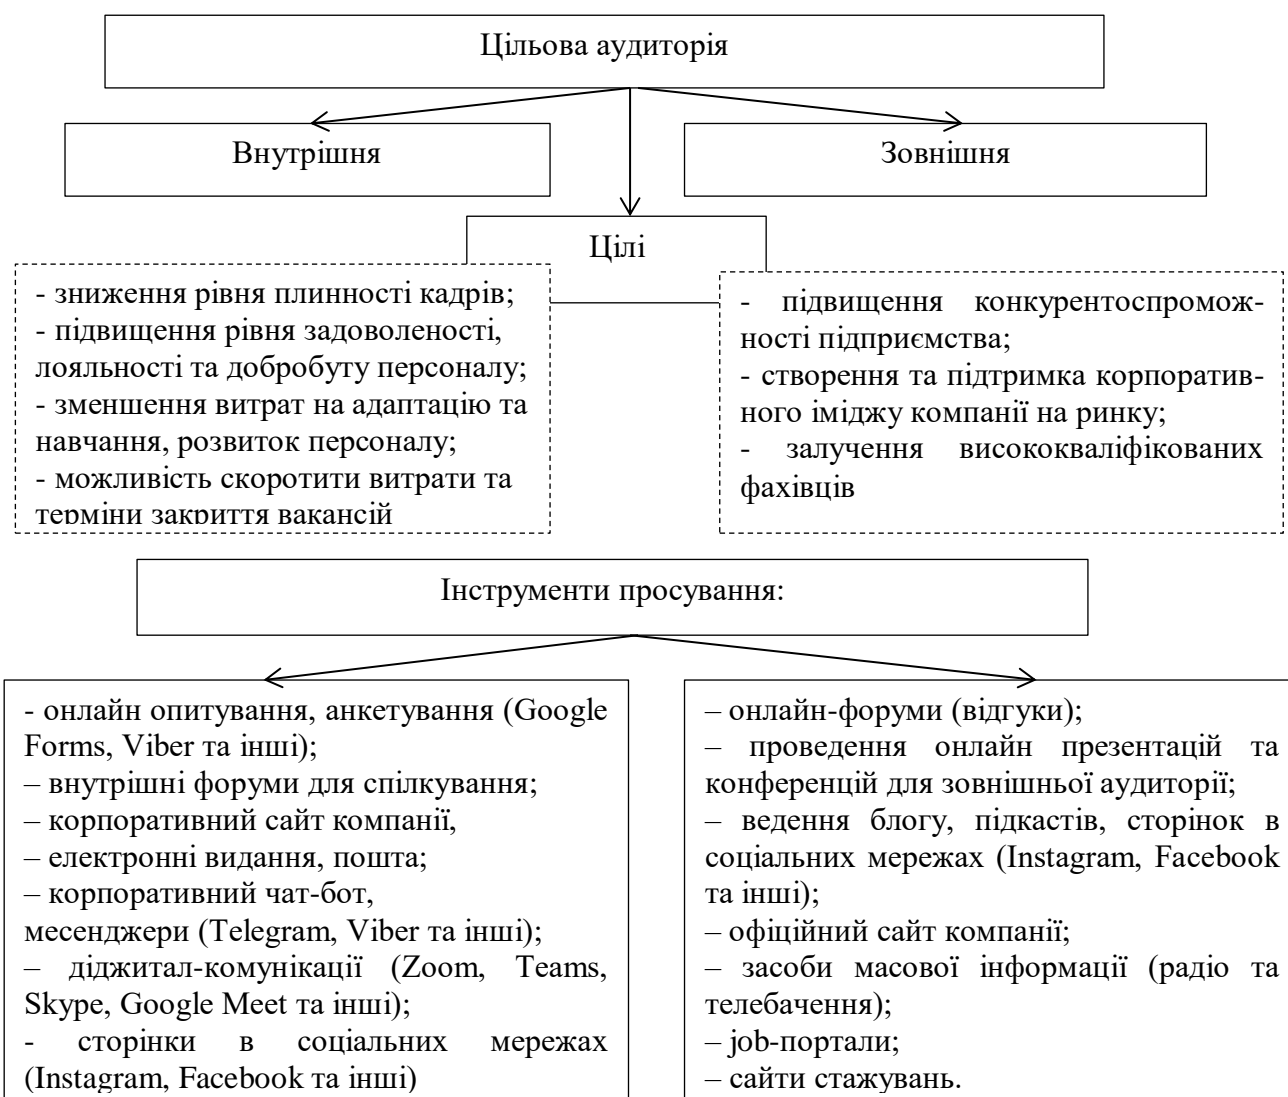 Цільова аудиторія
Внутрішня
Зовнішня
Цілі
- зниження рівня плинності кадрів;
- підвищення рівня задоволеності,
лояльності та добробуту персоналу;
- зменшення витрат на адаптацію та
навчання, розвиток персоналу;
- можливість скоротити витрати та
терміни закриття вакансій
- підвищення конкурентоспромож-
ності підприємства;
- створення та підтримка корпоратив-
ного іміджу компанії на ринку;
- залучення висококваліфікованих
фахівців
Інструменти просування:
- онлайн опитування, анкетування (Google
Forms, Viber та інші);
– внутрішні форуми для спілкування;
– корпоративний сайт компанії,
– електронні видання, пошта;
– корпоративний чат-бот,
месенджери (Telegram, Viber та інші);
– діджитал-комунікації (Zoom, Teams,
Skype, Google Meet та інші);
- сторінки в соціальних мережах
(Instagram, Facebook та інші)
– онлайн-форуми (відгуки);
– проведення онлайн презентацій та
конференцій для зовнішньої аудиторії;
– ведення блогу, підкастів, сторінок в
соціальних мережах (Instagram, Facebook
та інші);
– офіційний сайт компанії;
– засоби масової інформації (радіо та
телебачення);
– job-портали;
– сайти стажувань.